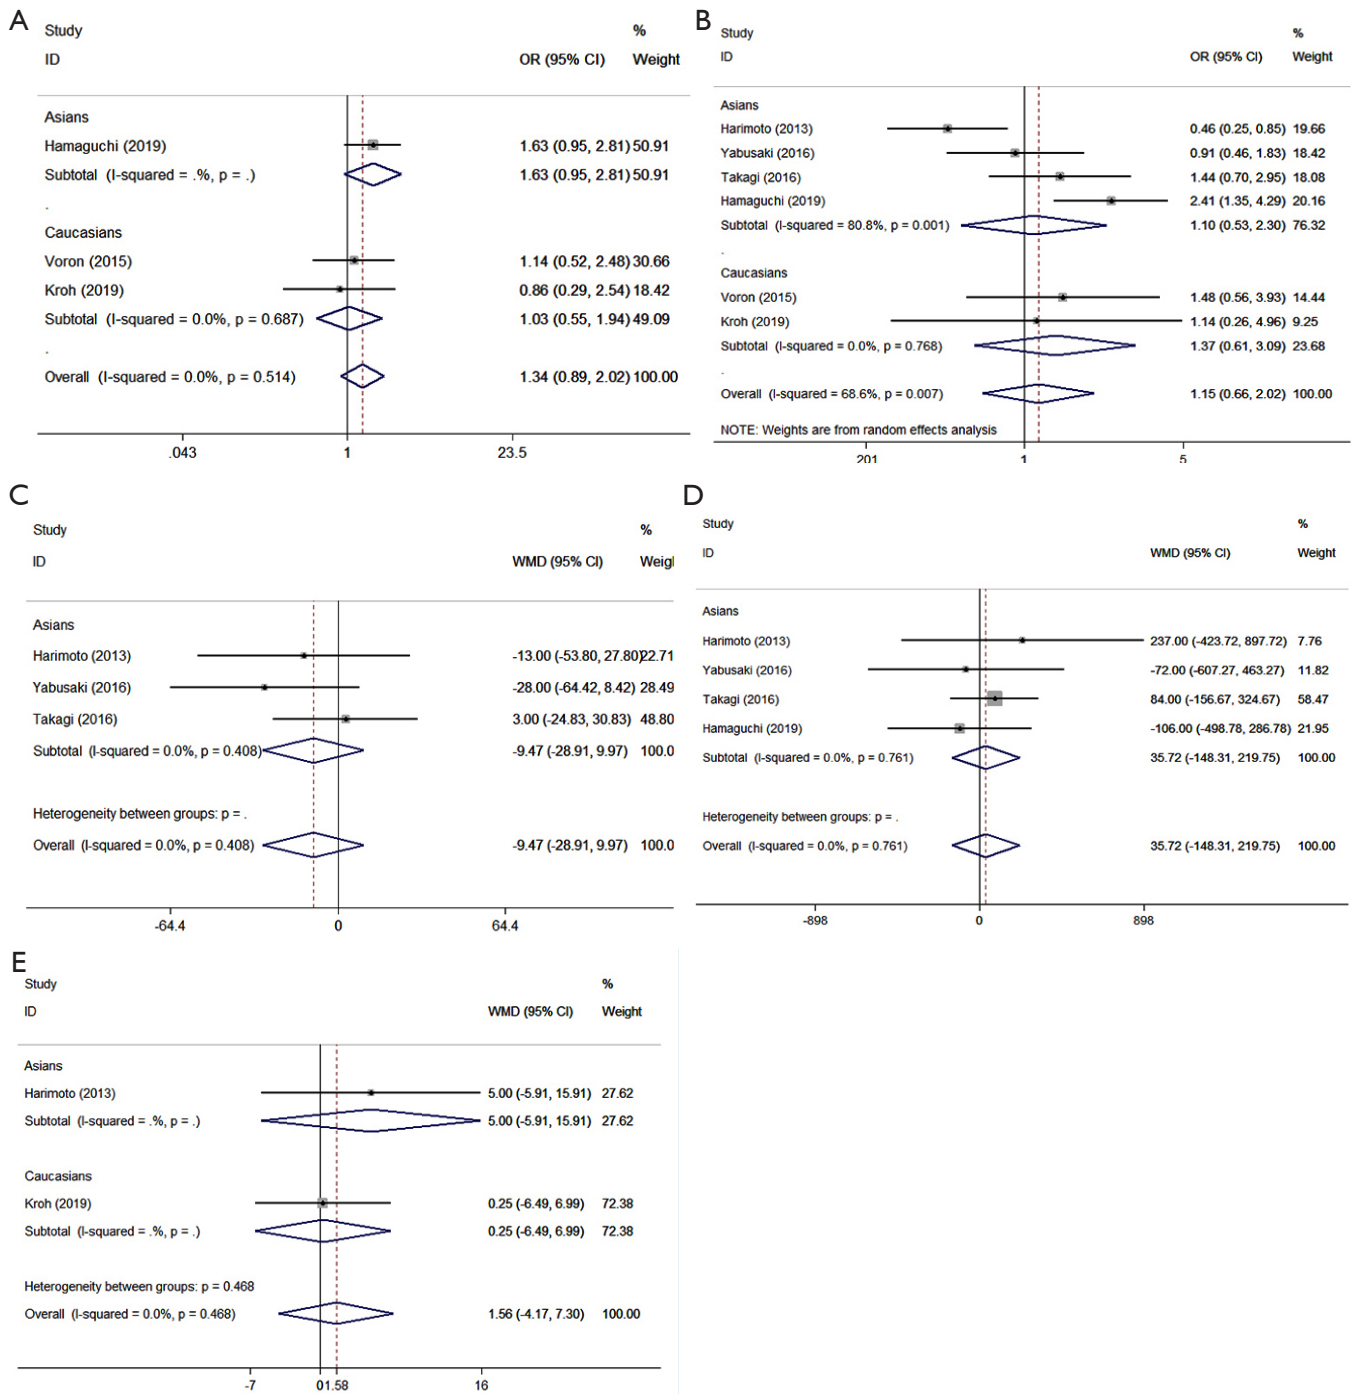 A
Study %
ID OR (95% CI) Weight
Asians
Hamaguchi (2019) 1.63 (0.95, 2.81) 50.91
Subtotal (I-squared = .%, p = .) 1.63 (0.95, 2.81) 50.91
.
Caucasians
Voron (2015) 1.14 (0.52, 2.48) 30.66
Kroh (2019) 0.86 (0.29, 2.54) 18.42
Subtotal (I-squared = 0.0%, p = 0.687) 1.03 (0.55, 1.94) 49.09
.
Overall (I-squared = 0.0%, p = 0.514) 1.34 (0.89, 2.02) 100.00
.043 1 23.5
B
Study %
ID OR (95% CI) Weight
Asians
Harimoto (2013) 0.46 (0.25, 0.85) 19.66
Yabusaki (2016) 0.91 (0.46, 1.83) 18.42
Takagi (2016) 1.44 (0.70, 2.95) 18.08
Hamaguchi (2019) 2.41 (1.35, 4.29) 20.16
Subtotal (I-squared = 80.8%, p = 0.001) 1.10 (0.53, 2.30) 76.32
.
Caucasians
Voron (2015) 1.48 (0.56, 3.93) 14.44
Kroh (2019) 1.14 (0.26, 4.96) 9.25
Subtotal (I-squared = 0.0%, p = 0.768) 1.37 (0.61, 3.09) 23.68
.
Overall (I-squared = 68.6%, p = 0.007) 1.15 (0.66, 2.02) 100.00
NOTE: Weights are from random effects analysis
201 1 5
C
Study %
ID WMD (95% CI) Weigl
Asians
Harimoto (2013) -13.00 (-53.80, 27.80) 22.71
Yabusaki (2016) -28.00 (-64.42, 8.42) 28.49
Takagi (2016) 3.00 (-24.83, 30.83) 48.80
Subtotal (I-squared = 0.0%, p = 0.408) -9.47 (-28.91, 9.97) 100.0
Heterogeneity between groups: p = .
Overall (I-squared = 0.0%, p = 0.408) -9.47 (-28.91, 9.97) 100.0
-64.4 0 64.4
D
Study %
ID WMD (95% CI) Weight
Asians
Harimoto (2013) 237.00 (-423.72, 897.72) 7.76
Yabusaki (2016) -72.00 (-607.27, 463.27) 11.82
Takagi (2016) 84.00 (-156.67, 324.67) 58.47
Hamaguchi (2019) -106.00 (-498.78, 286.78) 21.95
Subtotal (I-squared = 0.0%, p = 0.761) 35.72 (-148.31, 219.75) 100.00
Heterogeneity between groups: p = .
Overall (I-squared = 0.0%, p = 0.761) 35.72 (-148.31, 219.75) 100.00
-898 0 898
E
Study %
ID WMD (95% CI) Weight
Asians
Harimoto (2013) 5.00 (-5.91, 15.91) 27.62
Subtotal (I-squared = .%, p = .) 5.00 (-5.91, 15.91) 27.62
Caucasians
Kroh (2019) 0.25 (-6.49, 6.99) 72.38
Subtotal (I-squared = .%, p = .) 0.25 (-6.49, 6.99) 72.38
Heterogeneity between groups: p = 0.468
Overall (I-squared = 0.0%, p = 0.468) 1.56 (-4.17, 7.30) 100.00
-7 0 1.58 16